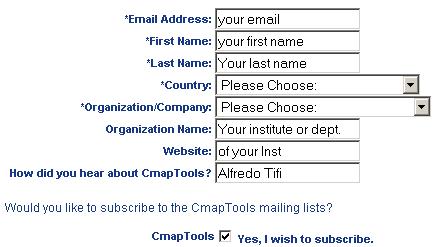 *Email Address: your email
*First Name: your first name
*Last Name: Your last name
*Country: Please Choose:
*Organization/Company: Please Choose:
Organization Name: Your institute or dept.
Website: of your Inst
How did you hear about CmapTools? Alfredo Tifi
Would you like to subscribe to the CmapTools mailing lists?
CmapTools Yes, I wish to subscribe.